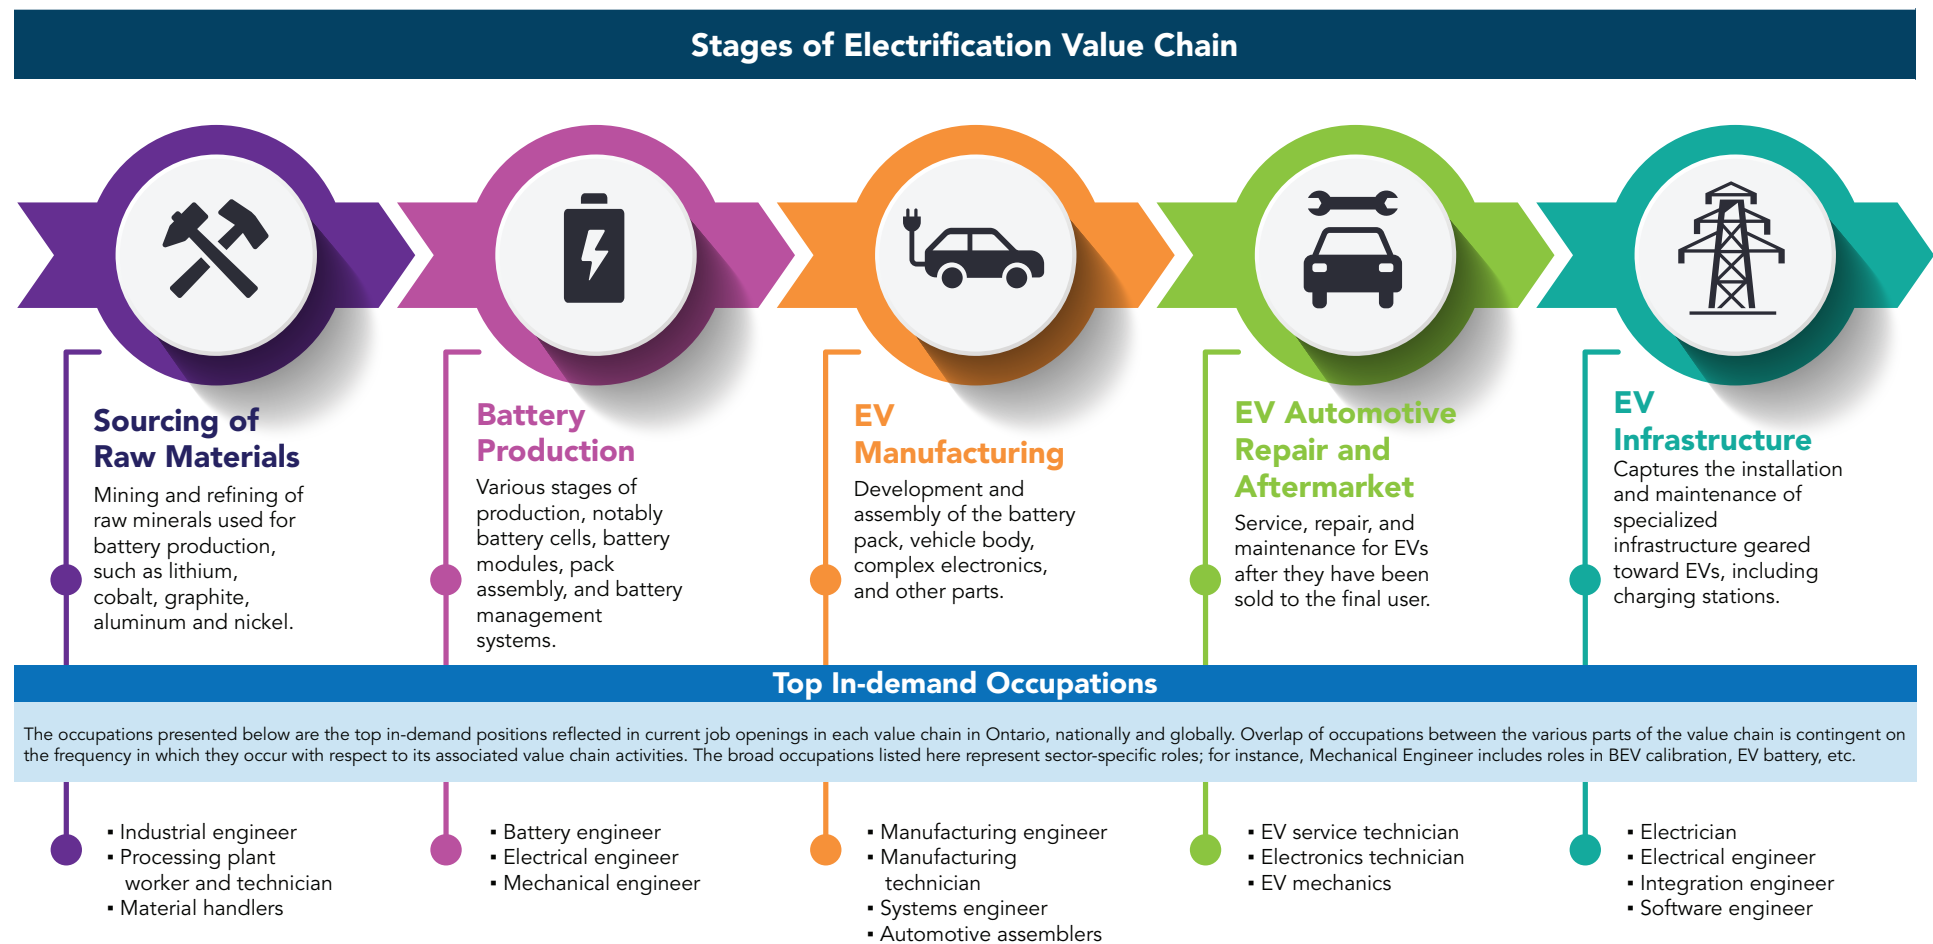 Stages of Electrification Value Chain
Sourcing of
Raw Materials
Mining and refining of
raw minerals used for
battery production,
such as lithium,
cobalt, graphite,
aluminum and nickel.
Battery
Production
Various stages of
production, notably
battery cells, battery
modules, pack
assembly, and battery
management
systems.
EV
Manufacturing
Development and
assembly of the battery
pack, vehicle body,
complex electronics,
and other parts.
EV Automotive
Repair and
Aftermarket
Service, repair, and
maintenance for EVs
after they have been
sold to the final user.
EV
Infrastructure
Captures the installation
and maintenance of
specialized
infrastructure geared
toward EVs, including
charging stations.
Top In-demand Occupations
The occupations presented below are the top in-demand positions reflected in current job openings in each value chain in Ontario, nationally and globally. Overlap of occupations between the various parts of the value chain is contingent on
the frequency in which they occur with respect to its associated value chain activities. The broad occupations listed here represent sector-specific roles; for instance, Mechanical Engineer includes roles in BEV calibration, EV battery, etc.
▪ Industrial engineer
▪ Processing plant
worker and technician
▪ Material handlers
▪ Battery engineer
▪ Electrical engineer
▪ Mechanical engineer
▪ Manufacturing engineer
▪ Manufacturing
technician
▪ Systems engineer
▪ Automotive assemblers
▪ EV service technician
▪ Electronics technician
▪ EV mechanics
▪ Electrician
▪ Electrical engineer
▪ Integration engineer
▪ Software engineer